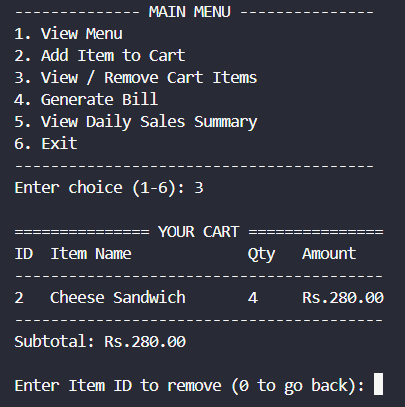 -------------- MAIN MENU ---------------
1. View Menu
2. Add Item to Cart
3. View / Remove Cart Items
4. Generate Bill
5. View Daily Sales Summary
6. Exit
----------------------------------------
Enter choice (1-6): 3
=============== YOUR CART ===============
ID  Item Name             Qty   Amount
-----------------------------------------
2   Cheese Sandwich       4     Rs.280.00
-----------------------------------------
Subtotal: Rs.280.00
Enter Item ID to remove (0 to go back):